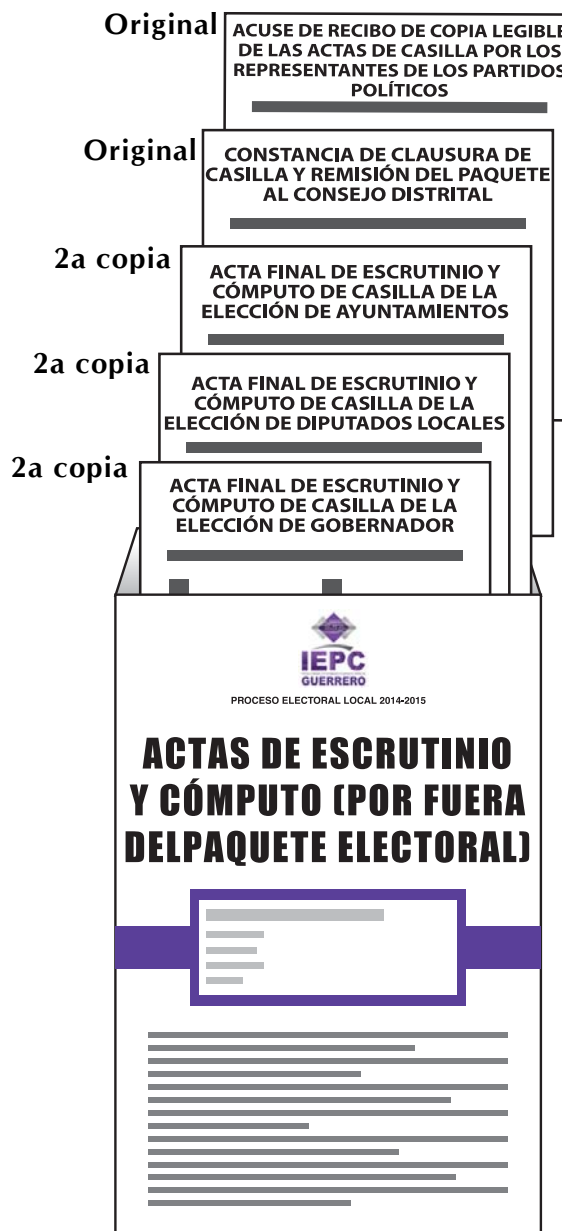 Original
ACUSE DE RECIBO DE COPIA LEGIBLE
DE LAS ACTAS DE CASILLA POR LOS
REPRESENTANTES DE LOS PARTIDOS
POLÍTICOS
Original
CONSTANCIA DE CLAUSURA DE
CASILLA Y REMISIÓN DEL PAQUETE
AL CONSEJO DISTRITAL
2a copia
ACTA FINAL DE ESCRUTINIO Y
CÓMPUTO DE CASILLA DE LA
ELECCIÓN DE AYUNTAMIENTOS
2a copia
ACTA FINAL DE ESCRUTINIO Y
CÓMPUTO DE CASILLA DE LA
ELECCIÓN DE DIPUTADOS LOCALES
2a copia
ACTA FINAL DE ESCRUTINIO Y
CÓMPUTO DE CASILLA DE LA
ELECCIÓN DE GOBERNADOR
IEPC
GUERRERO
PROCESO ELECTORAL LOCAL 2014-2015
ACTAS DE ESCRUTINIO
Y CÓMPUTO (POR FUERA
DELPAQUETE ELECTORAL)